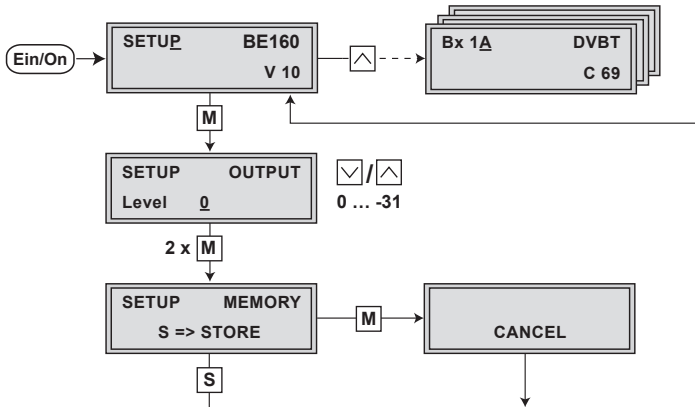 Ein/On
SETUP BE160
V 10
Bx 1A DVBT
C 69
M
SETUP OUTPUT
Level 0
/
0 ... -31
2 x M
SETUP MEMORY
S => STORE
M
CANCEL
S